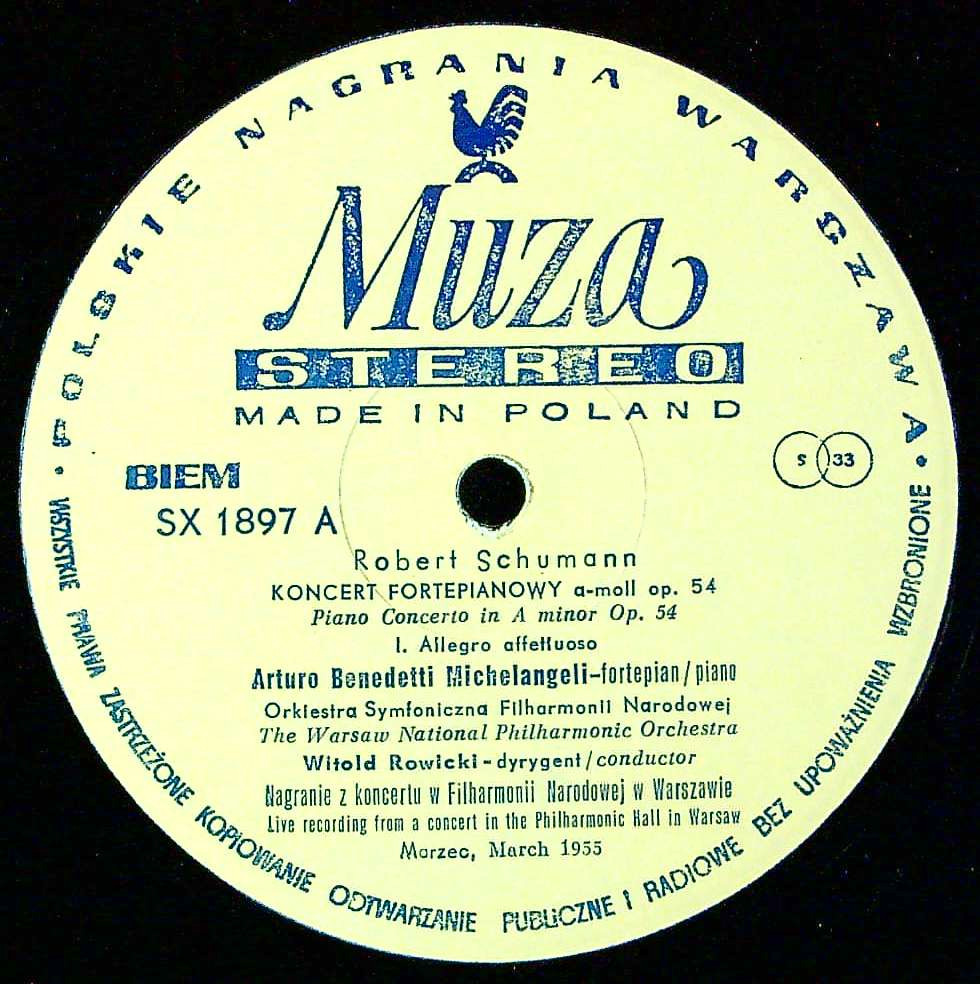 POLSKIE NAGRANIA WARSZAWA
Muza
STEREO
MADE IN POLAND
BIEM
S 33
SX 1897 A
Robert Schumann
KONCERT FORTEPIANOWY a-moll op. 54
Piano Concerto in A minor Op. 54
I. Allegro affettuoso
Arturo Benedetti Michelangeli-fortepian/piano
Orkiestra Symfoniczna Filharmonii Narodowej
The Warsaw National Philharmonic Orchestra
Witold Rowicki - dyrygent/conductor
Nagranie z koncertu w Filharmonii Narodowej w Warszawie
Live recording from a concert in the Philharmonic Hall in Warsaw
Marzec, March 1955
• WSZYSTKIE PRAWA ZASTRZEŻONE KOPIOWANIE ODTWARZANIE PUBLICZNE I RADIOWE BEZ UPOWAŻNIENIA WZBRONIONE •